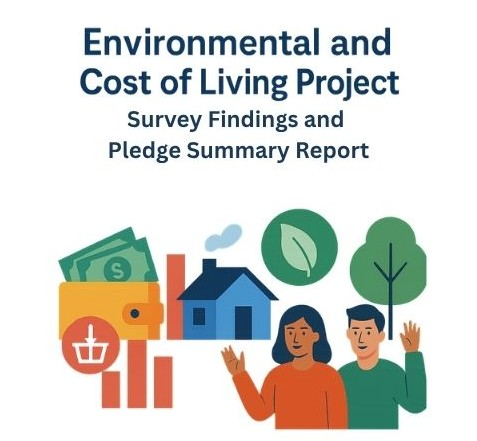 Environmental and
Cost of Living Project
Survey Findings and
Pledge Summary Report
$